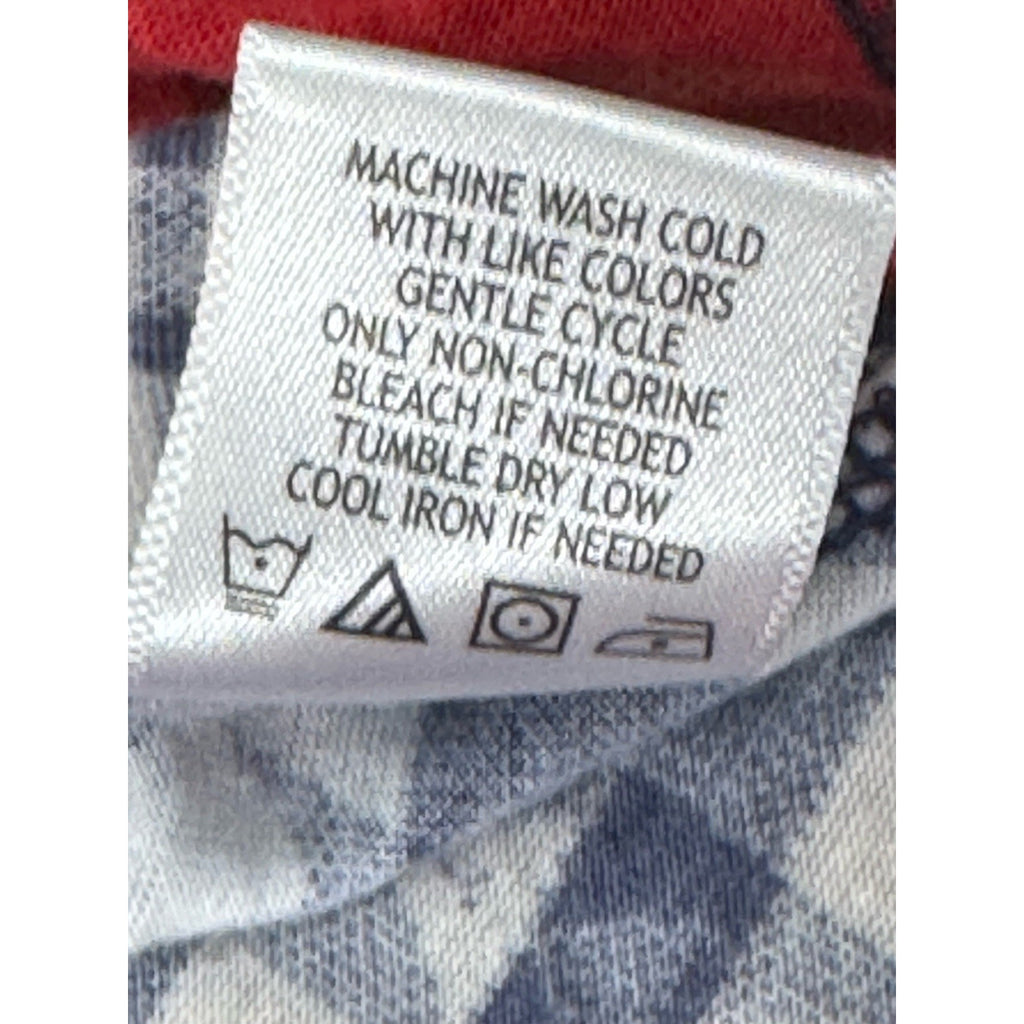 MACHINE WASH COLD
WITH LIKE COLORS
GENTLE CYCLE
ONLY NON-CHLORINE
BLEACH IF NEEDED
TUMBLE DRY LOW
COOL IRON IF NEEDED